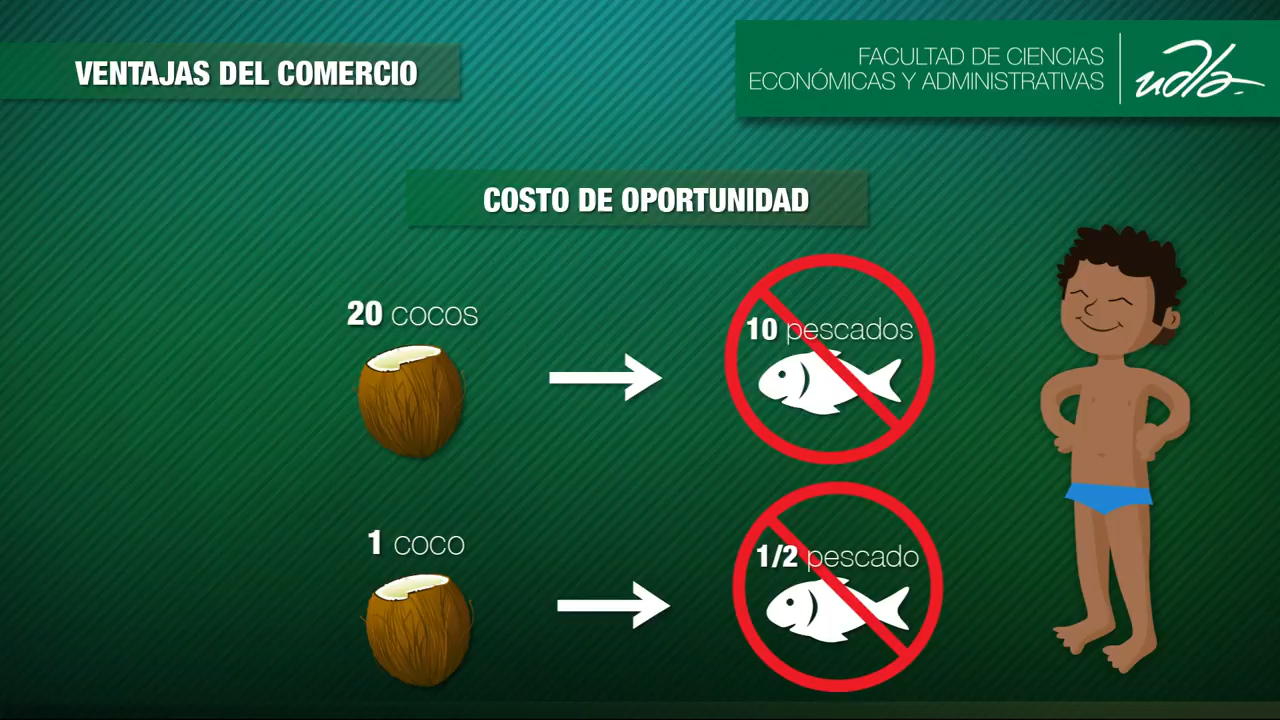 VENTAJAS DEL COMERCIO
FACULTAD DE CIENCIAS
ECONÓMICAS Y ADMINISTRATIVAS
udla-
COSTO DE OPORTUNIDAD
20 cocos
10 pescados
1 coco
1/2 pescado